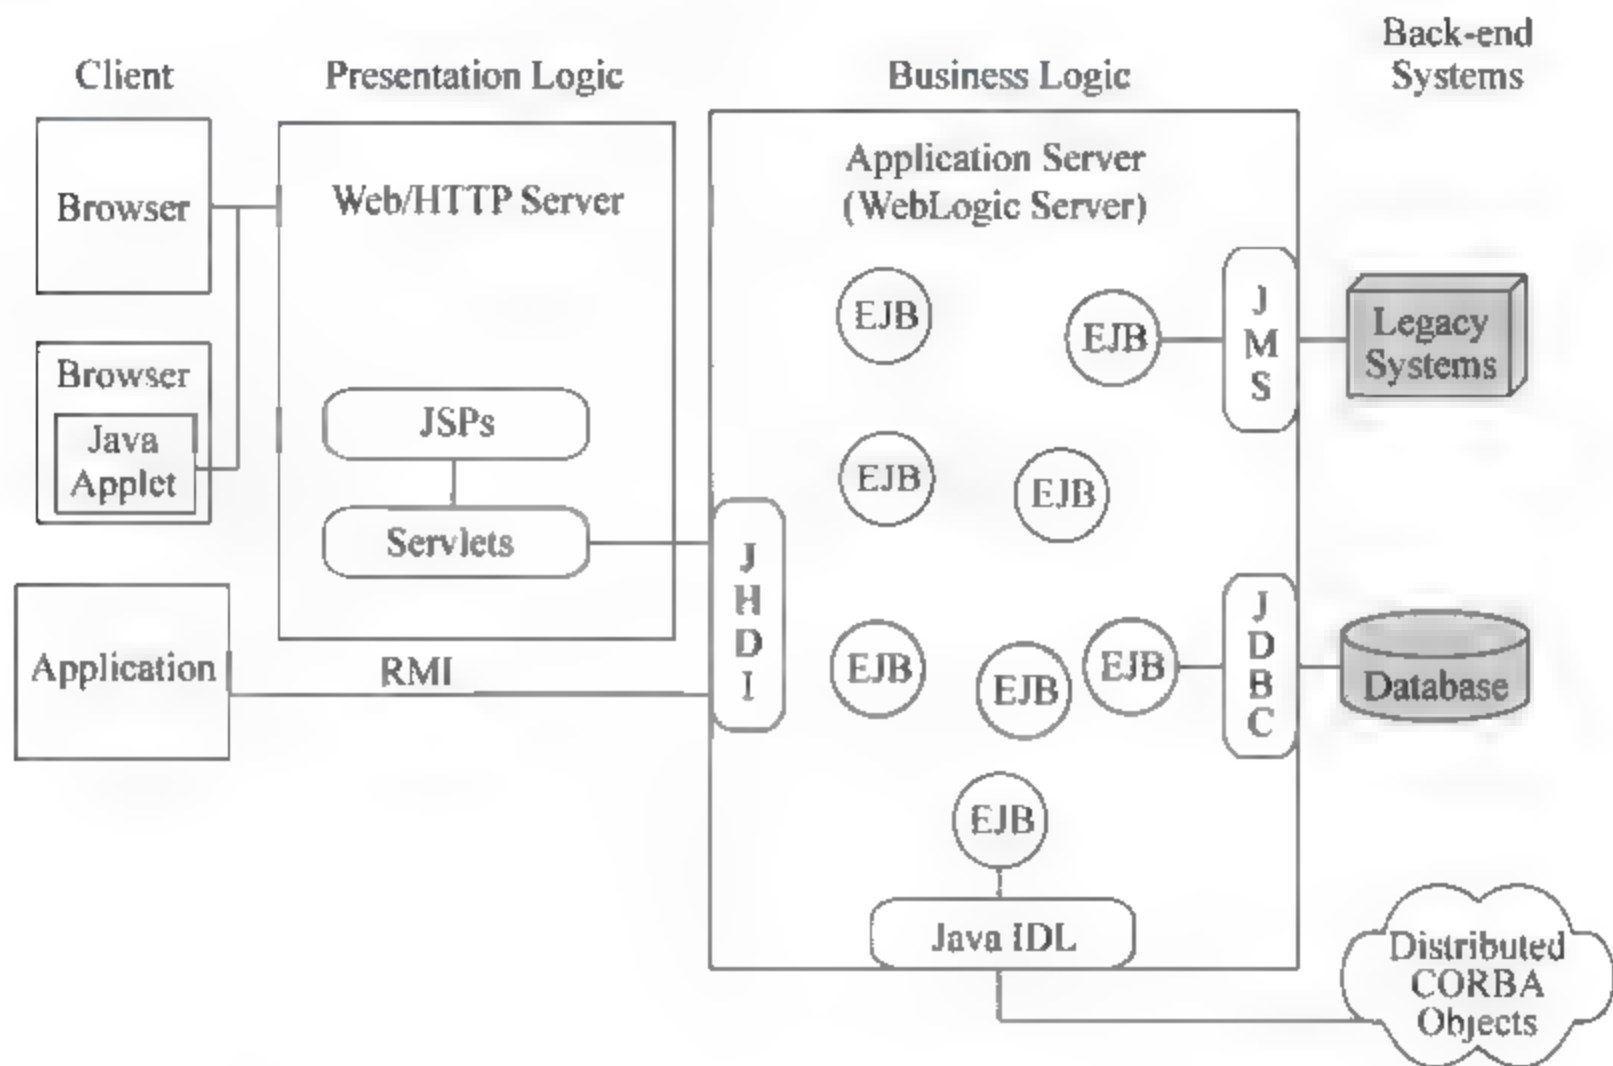 Client
Presentation Logic
Business Logic
Back-end
Systems
Browser
Browser
Java
Applet
Application
Web/HTTP Server
JSPs
Servlets
RMI
J
H
D
I
Application Server
(WebLogic Server)
EJB
EJB
EJB
EJB
EJB
EJB
EJB
EJB
J
M
S
J
D
B
C
Java IDL
Legacy
Systems
Database
Distributed
CORBA
Objects